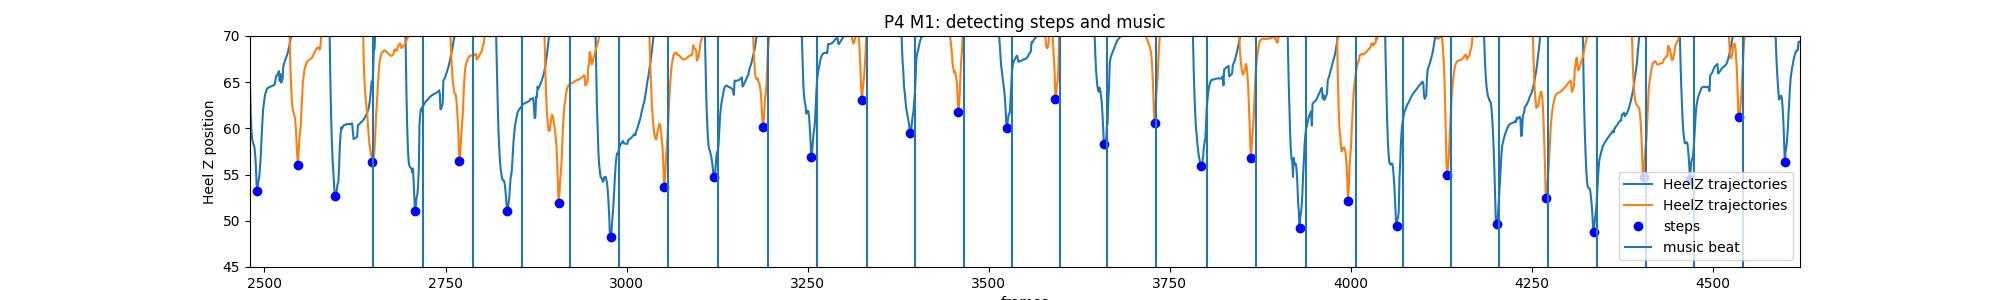 P4 M1: detecting steps and music
70
65
60
55
50
45
Heel Z position
HeelZ trajectories
HeelZ trajectories
steps
music beat
2500
2750
3000
3250
3500
3750
4000
4250
4500
frames